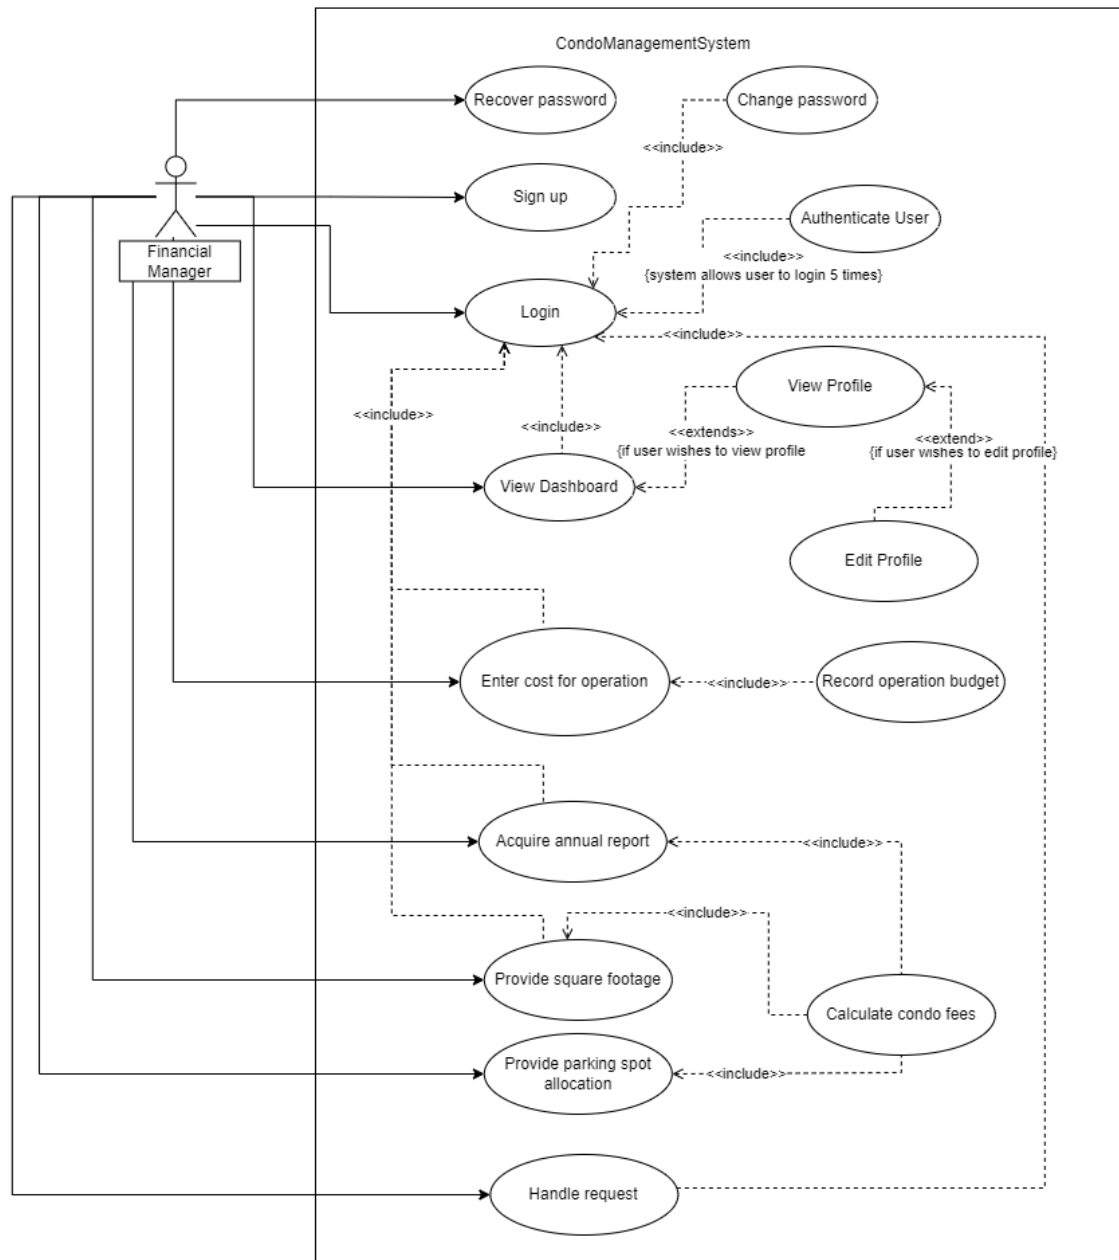 CondoManagementSystem
Recover password
Change password
<<include>>
Sign up
Authenticate User
<<include>>
{system allows user to login 5 times}
Financial
Manager
Login
<<include>>
View Profile
<<include>>
<<include>>
<<extends>>
{if user wishes to view profile
<<extend>>
{if user wishes to edit profile}
View Dashboard
Edit Profile
Enter cost for operation
<<include>>
Record operation budget
Acquire annual report
<<include>>
<<include>>
Provide square footage
Calculate condo fees
Provide parking spot
allocation
<<include>>
Handle request